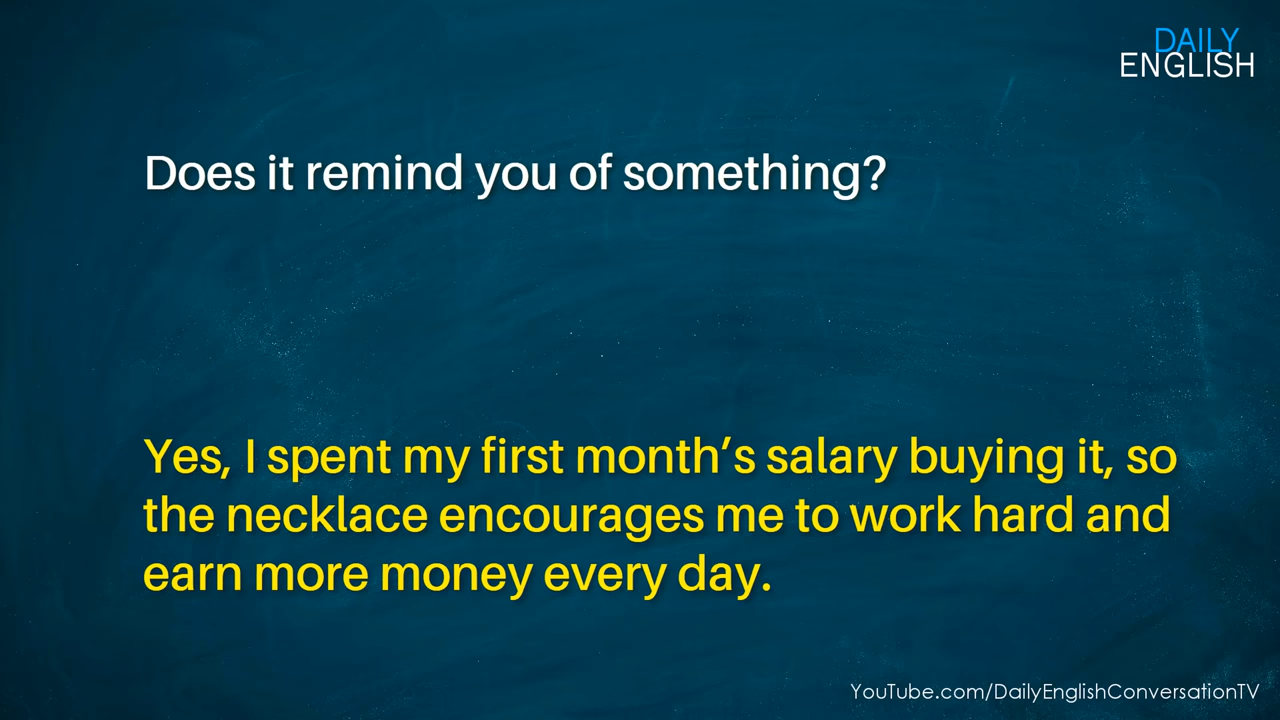 DAILY
ENGLISH
Does it remind you of something?
Yes, I spent my first month’s salary buying it, so
the necklace encourages me to work hard and
earn more money every day.
YouTube.com/DailyEnglishConversationTV